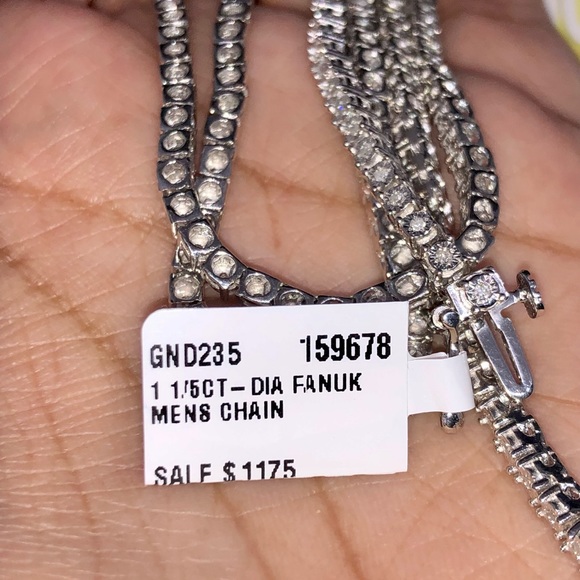 GND235 159678
1 1/5CT-DIA FANUK
MENS CHAIN
SALE $1175